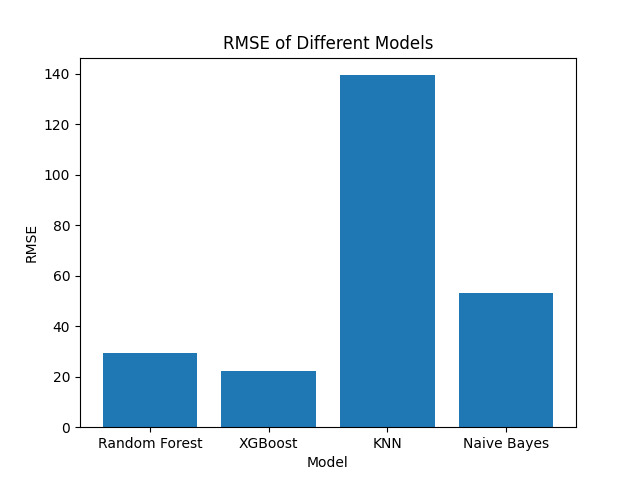 RMSE of Different Models
RMSE
140
120
100
80
60
40
20
0
Random Forest XGBoost KNN Naive Bayes
Model